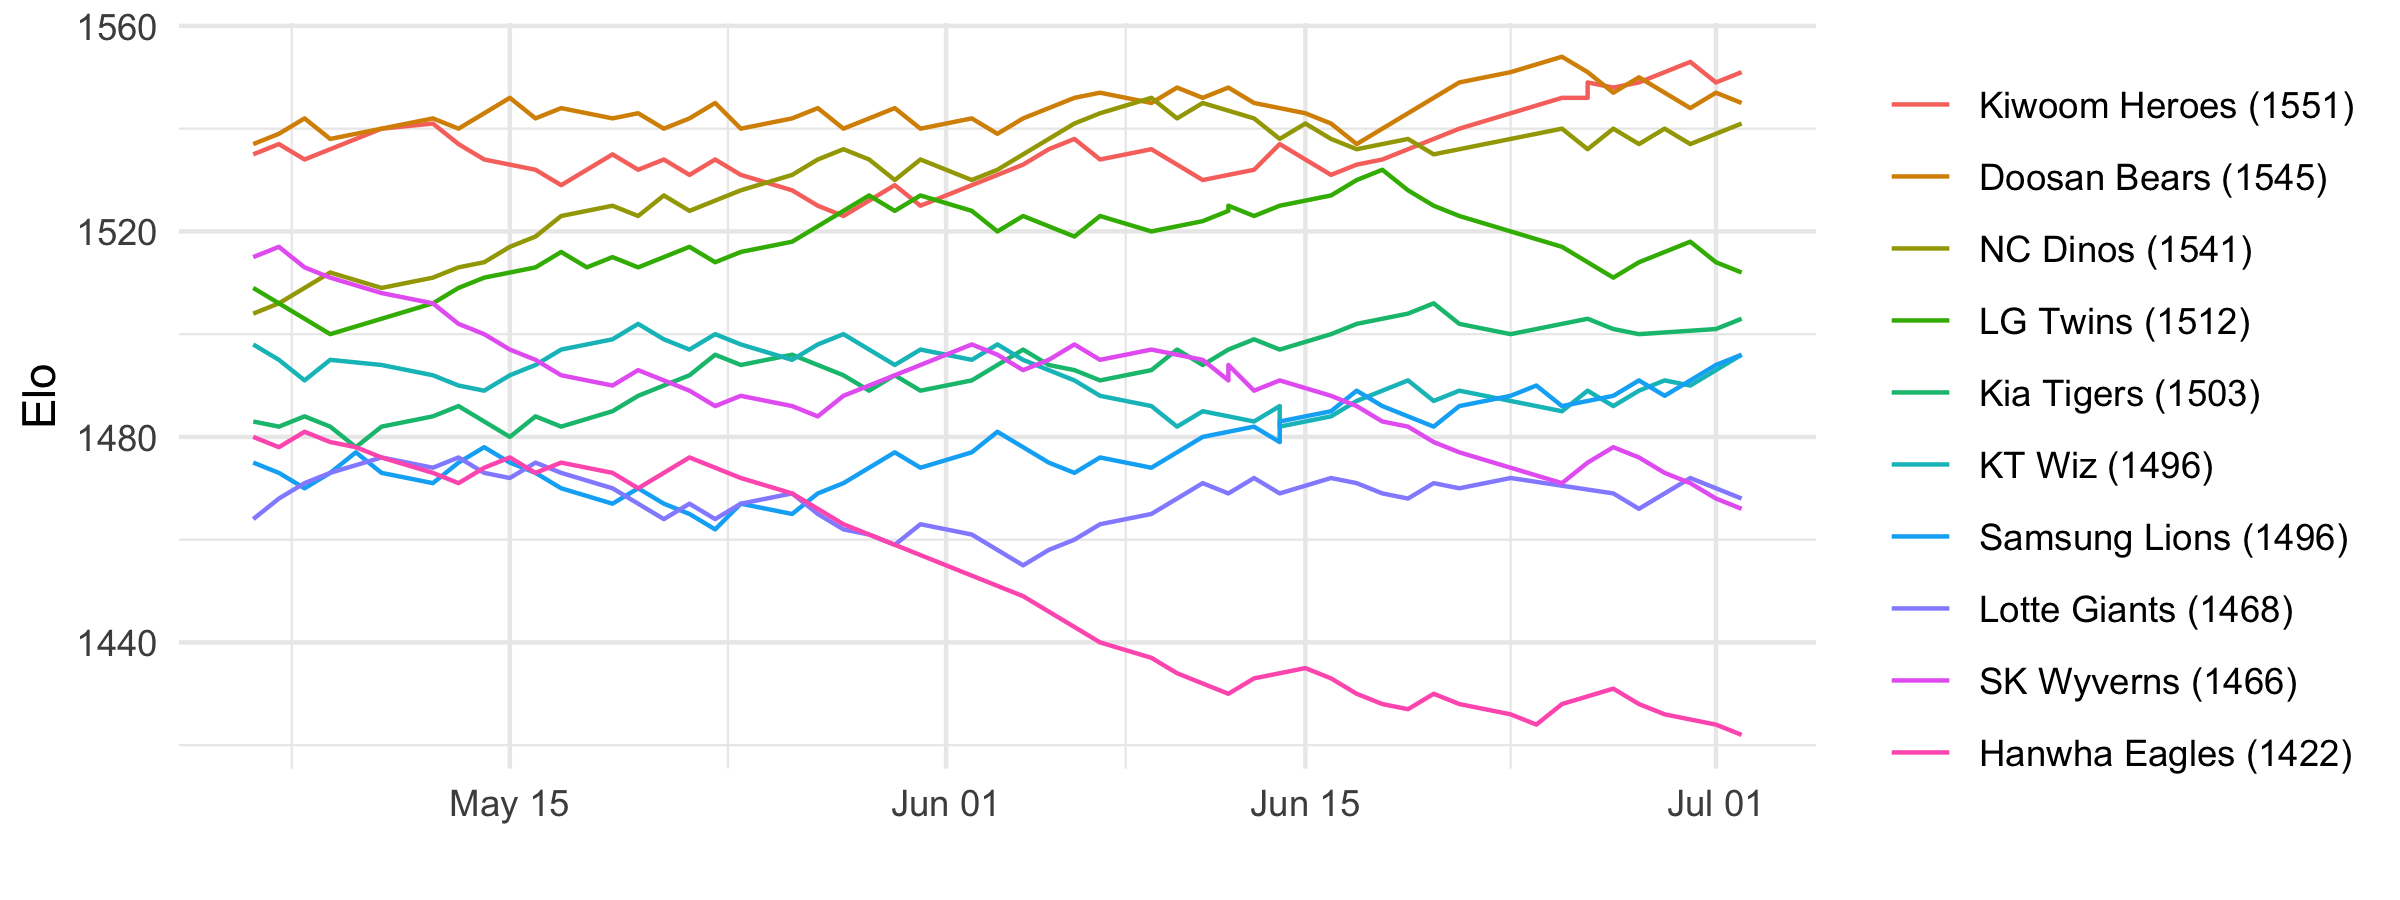 1560
1520
1480
1440
Elo
May 15
Jun 01
Jun 15
Jul 01
Kiwoom Heroes (1551)
Doosan Bears (1545)
NC Dinos (1541)
LG Twins (1512)
Kia Tigers (1503)
KT Wiz (1496)
Samsung Lions (1496)
Lotte Giants (1468)
SK Wyverns (1466)
Hanwha Eagles (1422)